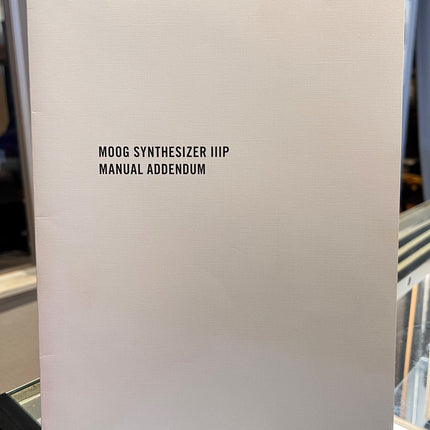 MOOG SYNTHESIZER IIIP
MANUAL ADDENDUM